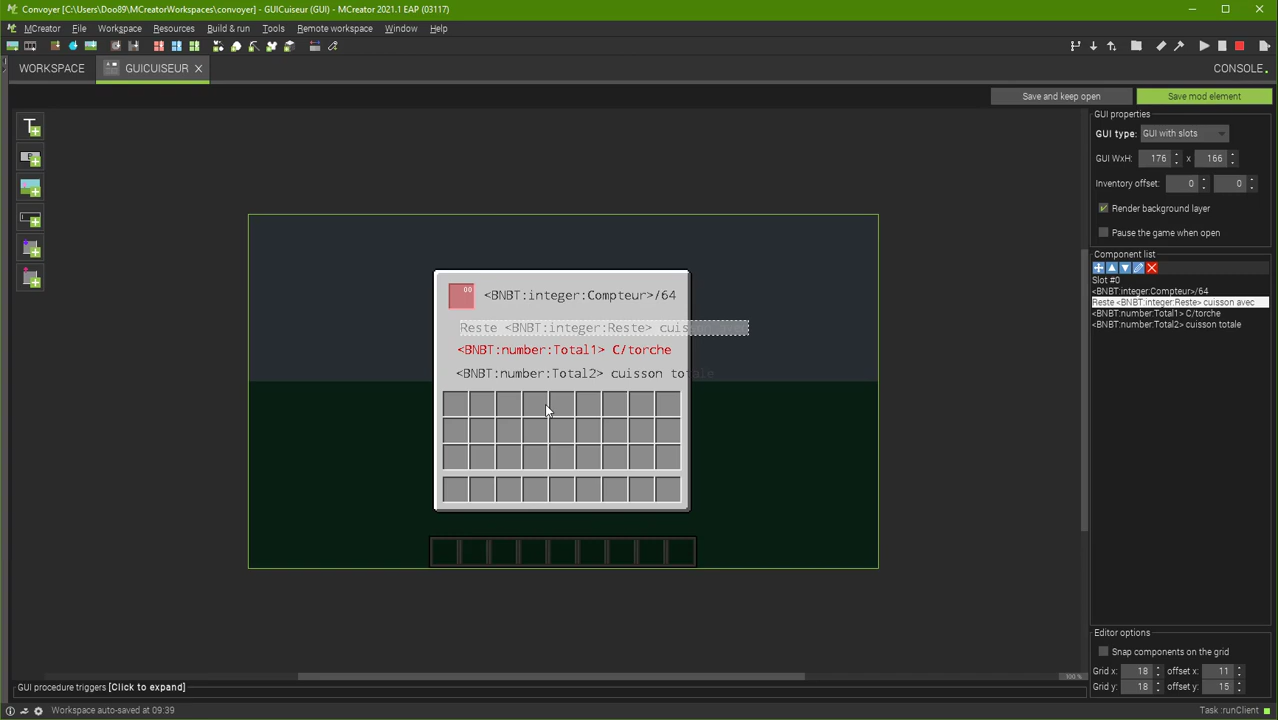 Convoyer [C:\Users\Doo89\MCreatorWorkspaces\convoyer] - GUICuiseur (GUI) - MCreator 2021.1 EAP (03117)
MCreator File Workspace Resources Build & run Tools Remote workspace Window Help
WORKSPACE GUICUISEUR CONSOLE
Save and keep open Save mod element
GUI properties
GUI type: GUI with slots
GUI WxH: 176 x 166
Inventory offset: 0 0
Render background layer
Pause the game when open
Component list
Slot #0
<BNBT:integer:Compteur>/64
Reste <BNBT:integer:Reste> cuisson avec
<BNBT:number:Total1> C/torche
<BNBT:number:Total2> cuisson totale
00 <BNBT:integer:Compteur>/64
Reste <BNBT:integer:Reste>
<BNBT:number:Total1> C/torche
<BNBT:number:Total2> cuisson totale
Editor options
Snap components on the grid
Grid x: 18 offset x: 11
Grid y: 18 offset y: 15
100 %
GUI procedure triggers [Click to expand]
Workspace auto-saved at 09:39
Task :runClient